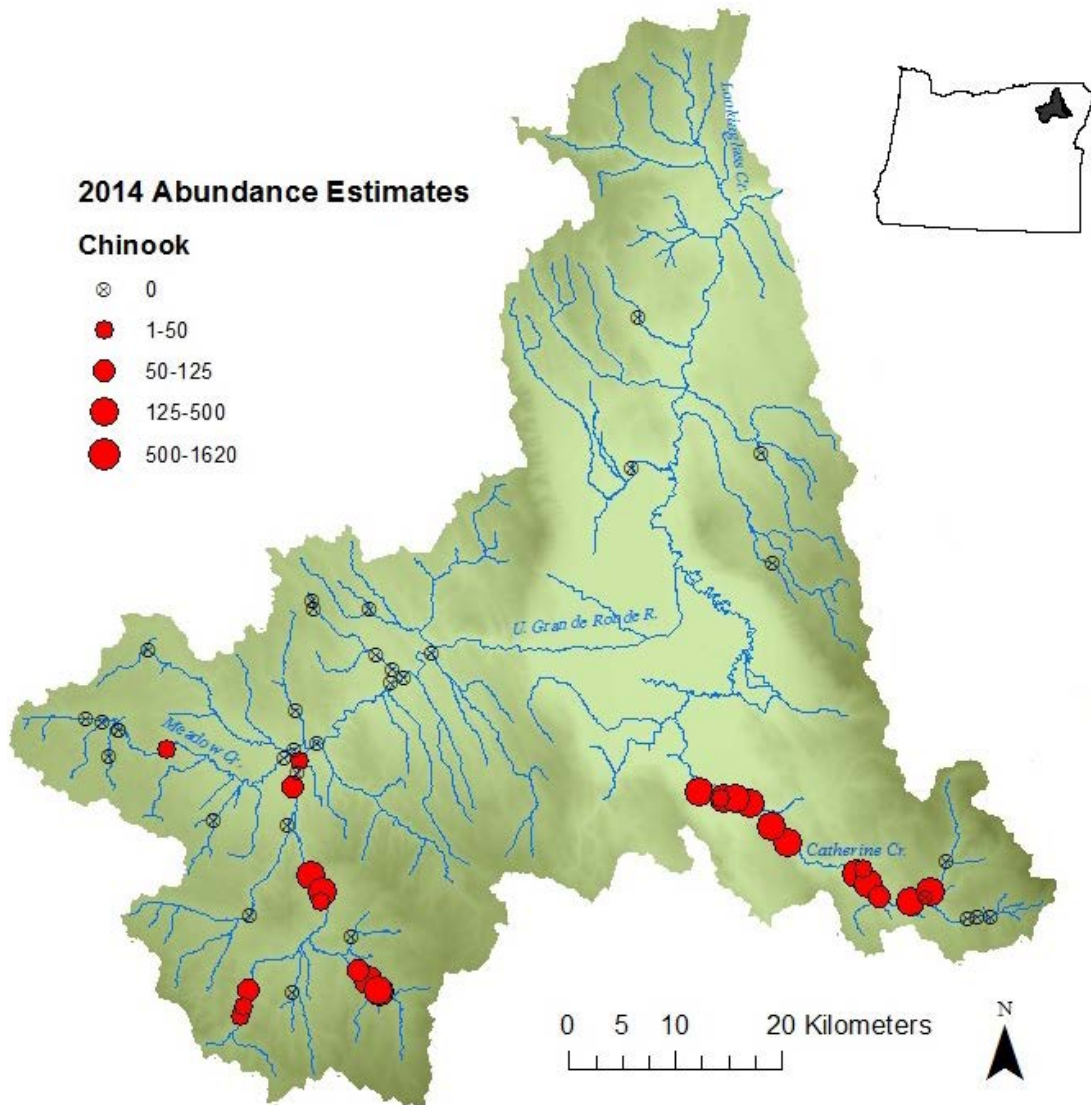 2014 Abundance Estimates
Chinook
0
1-50
50-125
125-500
500-1620
Lookingglass Cr.
U. Grande Ronde R.
Meadow Cr.
Catherine Cr.
0 5 10 20 Kilometers
N